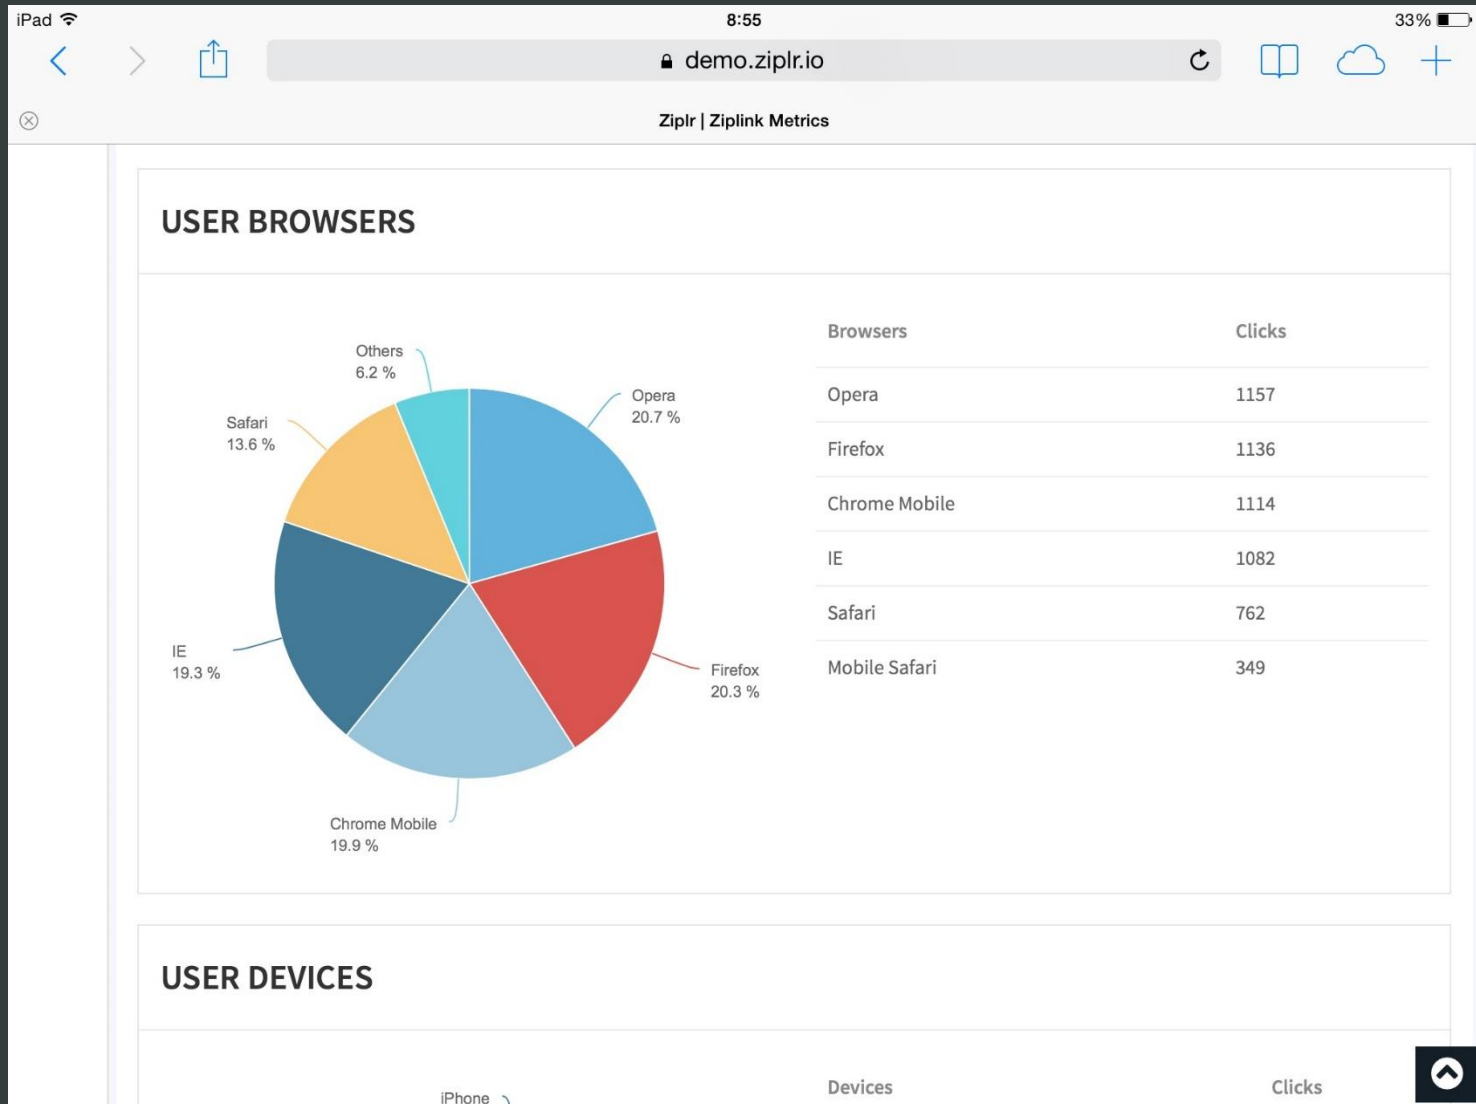 iPad 8:55 33%
demo.ziplr.io
Ziplr | Ziplink Metrics
USER BROWSERS
Others
6.2 %
Opera
20.7 %
Safari
13.6 %
IE
19.3 %
Firefox
20.3 %
Chrome Mobile
19.9 %
Browsers Clicks
Opera 1157
Firefox 1136
Chrome Mobile 1114
IE 1082
Safari 762
Mobile Safari 349
USER DEVICES
iPhone
Devices Clicks